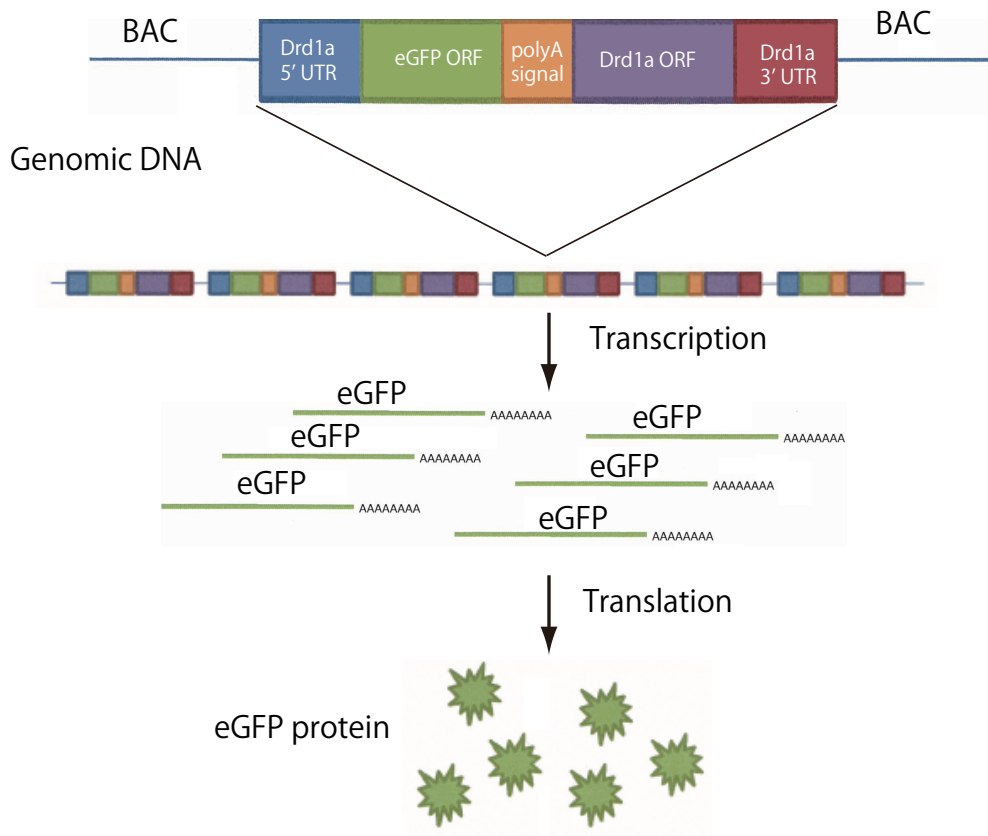 BAC
BAC
Drd1a
5’ UTR
eGFP ORF
polyA
signal
Drd1a ORF
Drd1a
3’ UTR
Genomic DNA
Transcription
eGFP
AAAAAAAA
eGFP
AAAAAAAA
eGFP
AAAAAAAA
eGFP
AAAAAAAA
eGFP
AAAAAAAA
eGFP
AAAAAAAA
Translation
eGFP protein